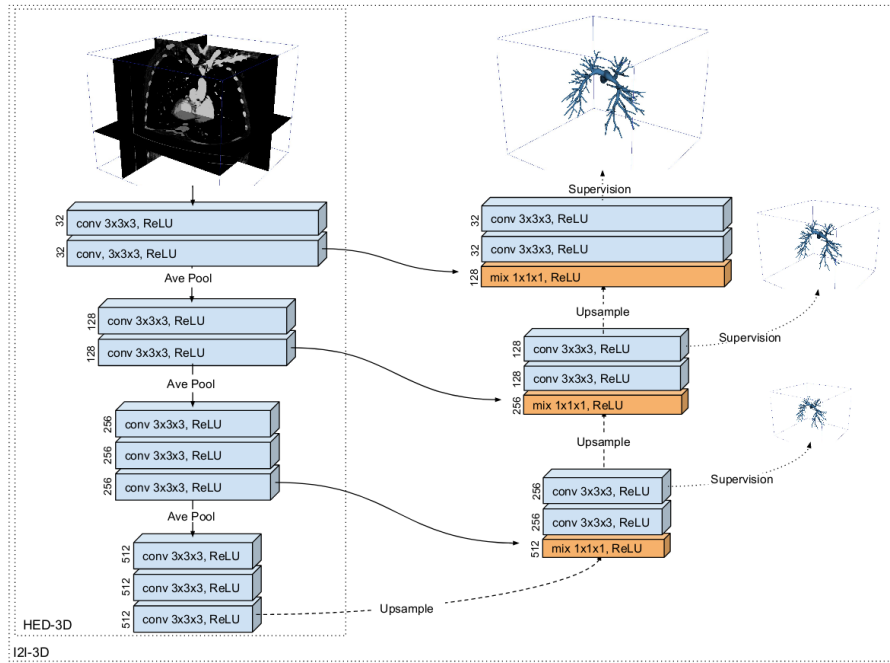 32 conv 3x3x3, ReLU
32 conv, 3x3x3, ReLU
Ave Pool
128 conv 3x3x3, ReLU
128 conv 3x3x3, ReLU
Ave Pool
256 conv 3x3x3, ReLU
256 conv 3x3x3, ReLU
256 conv 3x3x3, ReLU
Ave Pool
512 conv 3x3x3, ReLU
512 conv 3x3x3, ReLU
512 conv 3x3x3, ReLU
HED-3D
I2I-3D
Upsample
Supervision
32 conv 3x3x3, ReLU
32 conv 3x3x3, ReLU
128 mix 1x1x1, ReLU
Upsample
Supervision
128 conv 3x3x3, ReLU
128 conv 3x3x3, ReLU
256 mix 1x1x1, ReLU
Upsample
Supervision
256 conv 3x3x3, ReLU
256 conv 3x3x3, ReLU
512 mix 1x1x1, ReLU